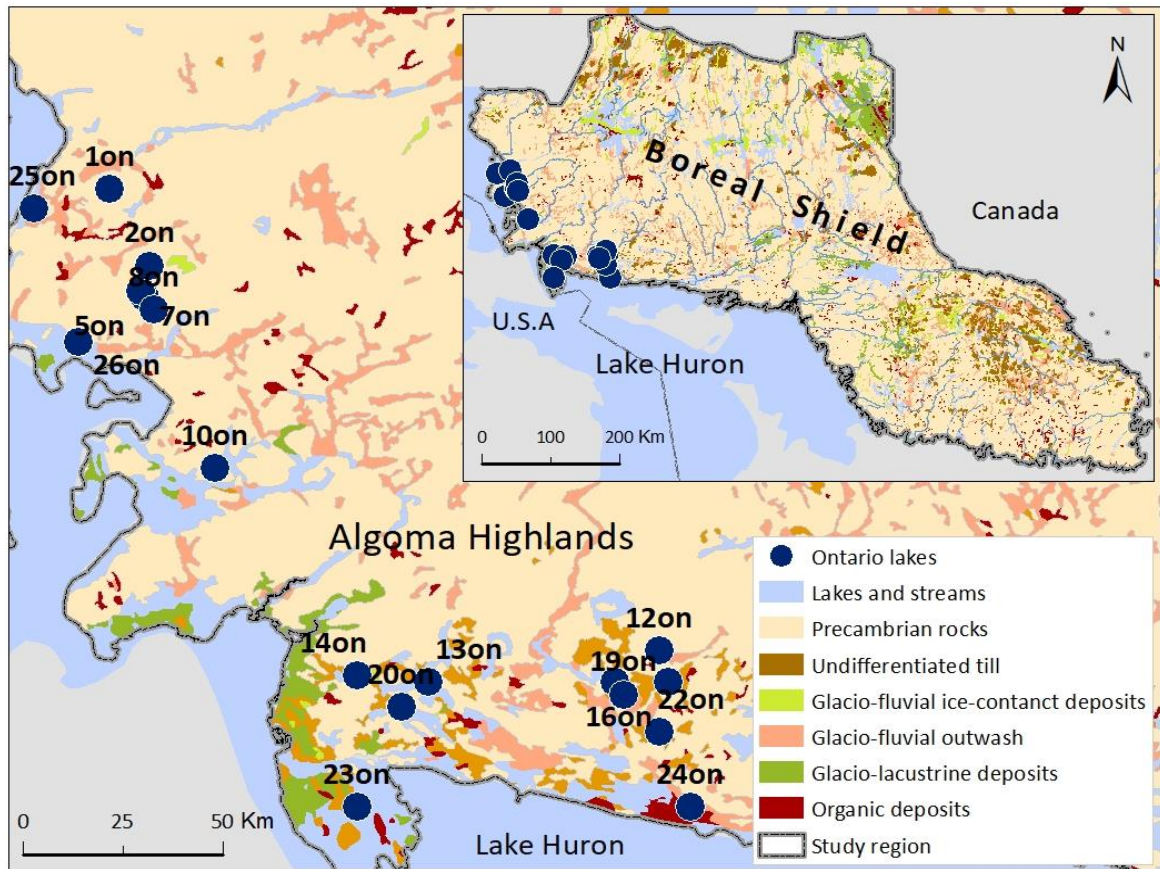 1on
25on
2on
8on
7on
5on
26on
10on
Algoma Highlands
12on
13on
14on
19on
20on
22on
16on
23on
24on
Lake Huron
0 25 50 Km
N
Boreal Shield
Canada
U.S.A
Lake Huron
0 100 200 Km
Ontario lakes
Lakes and streams
Precambrian rocks
Undifferentiated till
Glacio-fluvial ice-contanct deposits
Glacio-fluvial outwash
Glacio-lacustrine deposits
Organic deposits
Study region